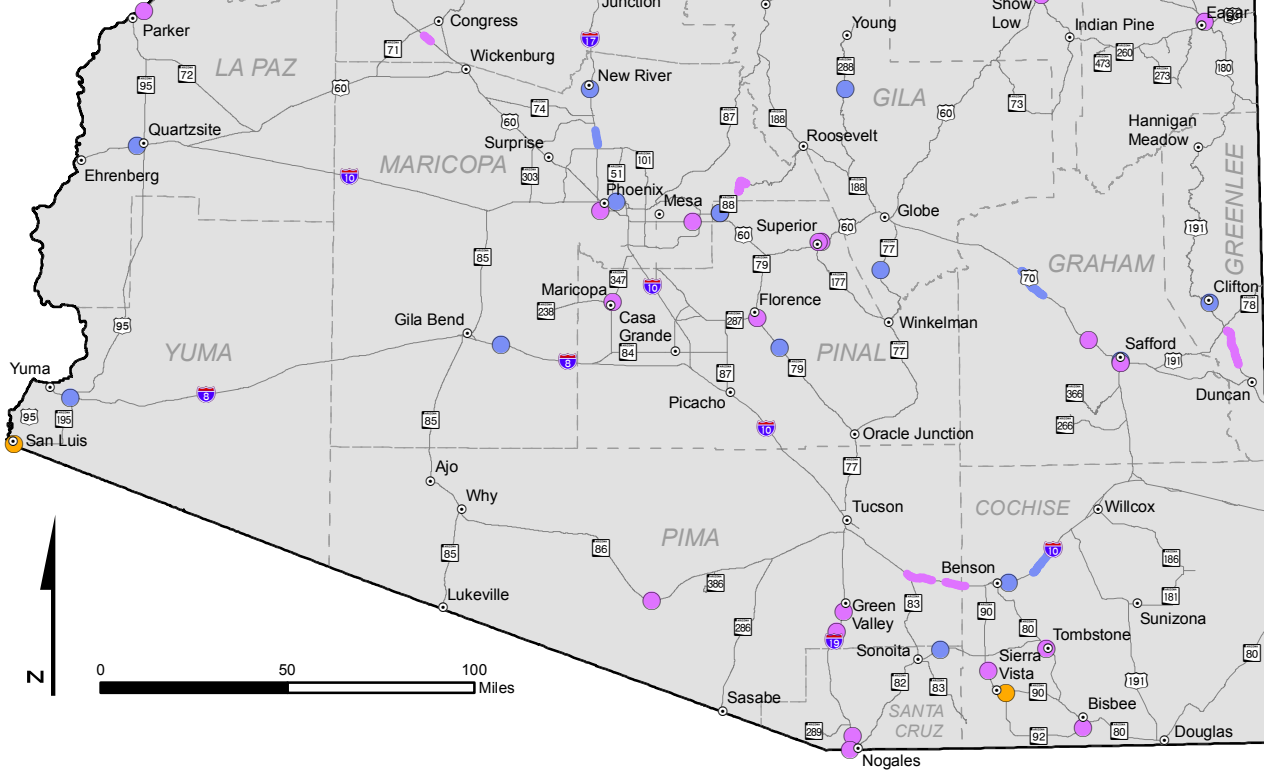 Junction
Show
Low
Eagar
Parker
Congress
17
Young
Indian Pine
71
260
Wickenburg
473
LA PAZ
72
288
273
180
95
60
New River
GILA
73
74
87
188
60
60
Hannigan
Meadow
Quartzsite
Surprise
Roosevelt
MARICOPA
101
Ehrenberg
10
303
51
GREENLEE
Phoenix
188
Mesa
88
Globe
Superior
60
60
191
77
85
79
GRAHAM
347
10
177
70
Maricopa
Florence
Clifton
78
238
Casa
Grande
287
Winkelman
95
Gila Bend
YUMA
84
PINAL
77
Safford
191
8
79
Yuma
87
Duncan
8
366
Picacho
95
195
85
266
10
San Luis
Oracle Junction
Ajo
77
Why
Tucson
COCHISE
Willcox
PIMA
86
10
85
186
Benson
386
Lukeville
83
181
Green
Valley
90
Sunizona
286
80
0
50
100
Miles
19
Tombstone
Sonoita
80
Sierra
Vista
N
82
83
191
90
Sasabe
SANTA
CRUZ
Bisbee
289
92
80
Douglas
Nogales